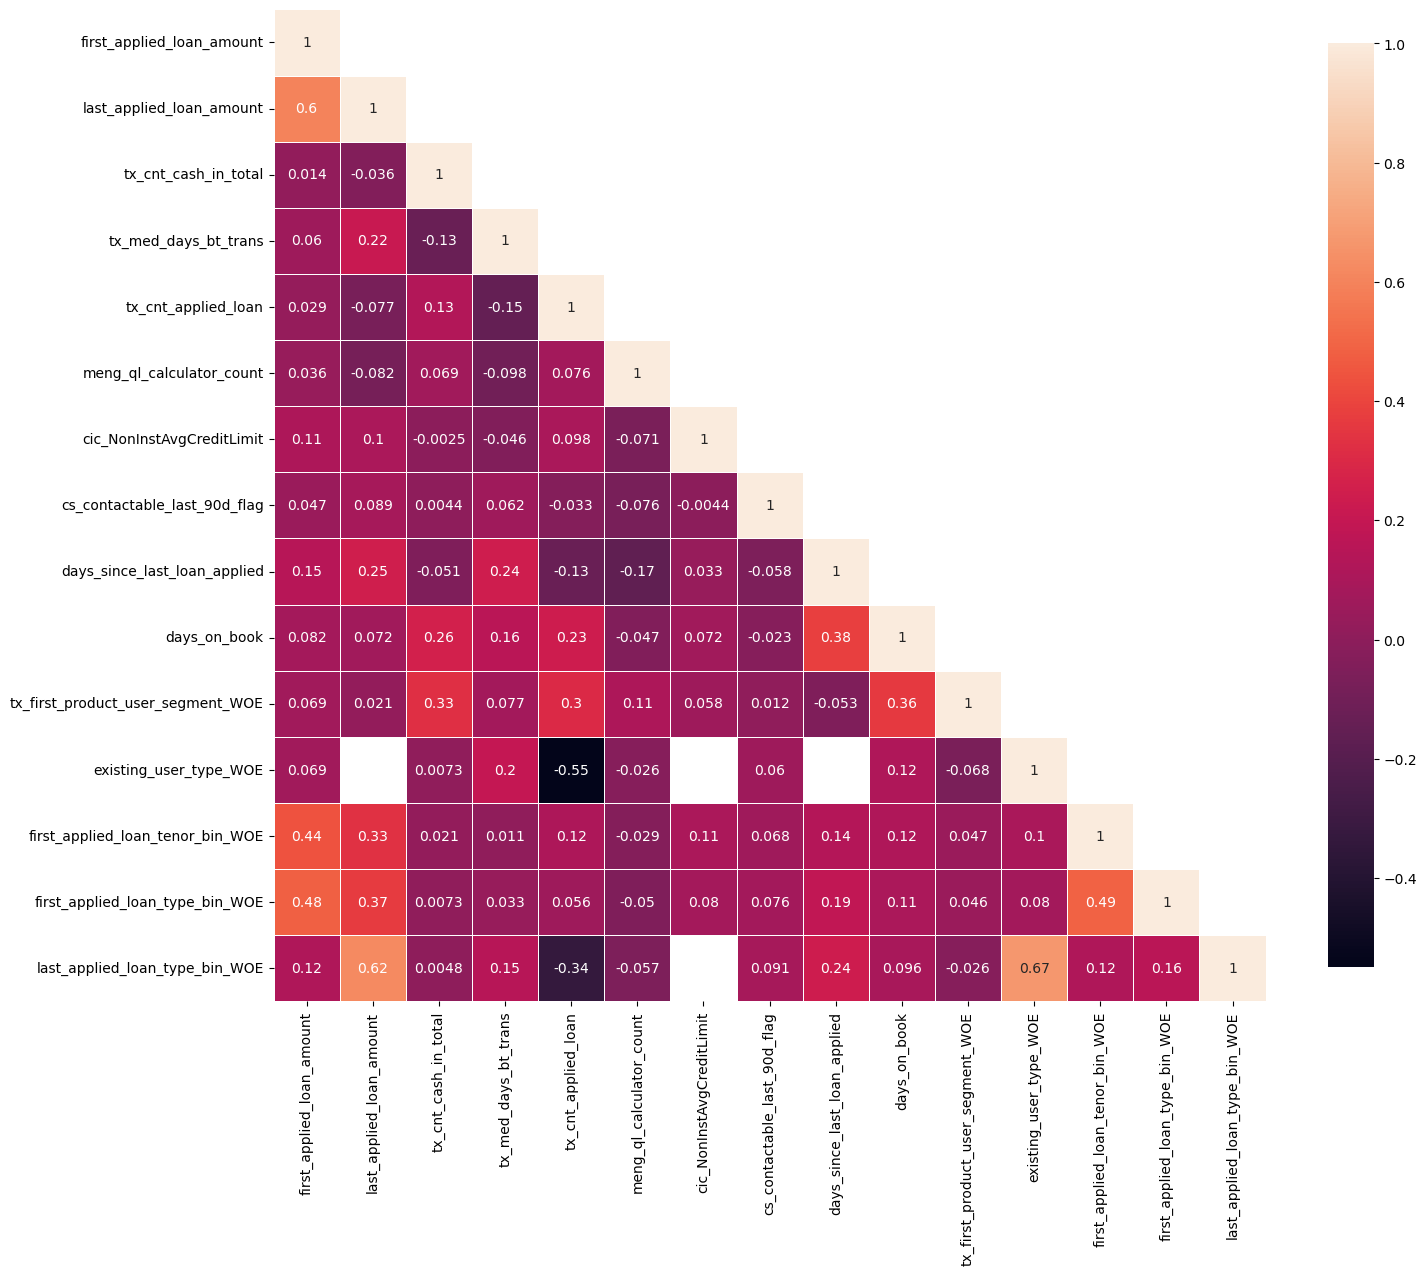 first_applied_loan_amount 1 1.0
last_applied_loan_amount 0.6 1
0.8
tx_cnt_cash_in_total 0.014 -0.036 1
tx_med_days_bt_trans 0.06 0.22 -0.13 1
0.6
tx_cnt_applied_loan 0.029 -0.077 0.13 -0.15 1
meng_ql_calculator_count 0.036 -0.082 0.069 -0.098 0.076 1
0.4
cic_NonInstAvgCreditLimit 0.11 0.1 -0.0025 -0.046 0.098 -0.071 1
cs_contactable_last_90d_flag 0.047 0.089 0.0044 0.062 -0.033 -0.076 -0.0044 1
0.2
days_since_last_loan_applied 0.15 0.25 -0.051 0.24 -0.13 -0.17 0.033 -0.058 1
days_on_book 0.082 0.072 0.26 0.16 0.23 -0.047 0.072 -0.023 0.38 1
0.0
tx_first_product_user_segment_WOE 0.069 0.021 0.33 0.077 0.3 0.11 0.058 0.012 -0.053 0.36 1
existing_user_type_WOE 0.069 0.0073 0.2 -0.55 -0.026 0.06 0.12 -0.068 1
−0.2
first_applied_loan_tenor_bin_WOE 0.44 0.33 0.021 0.011 0.12 -0.029 0.11 0.068 0.14 0.12 0.047 0.1 1
−0.4
first_applied_loan_type_bin_WOE 0.48 0.37 0.0073 0.033 0.056 -0.05 0.08 0.076 0.19 0.11 0.046 0.08 0.49 1
last_applied_loan_type_bin_WOE 0.12 0.62 0.0048 0.15 -0.34 -0.057 0.091 0.24 0.096 -0.026 0.67 0.12 0.16 1
first_applied_loan_amount
last_applied_loan_amount
tx_cnt_cash_in_total
tx_med_days_bt_trans
tx_cnt_applied_loan
meng_ql_calculator_count
cic_NonInstAvgCreditLimit
cs_contactable_last_90d_flag
days_since_last_loan_applied
days_on_book
tx_first_product_user_segment_WOE
existing_user_type_WOE
first_applied_loan_tenor_bin_WOE
first_applied_loan_type_bin_WOE
last_applied_loan_type_bin_WOE